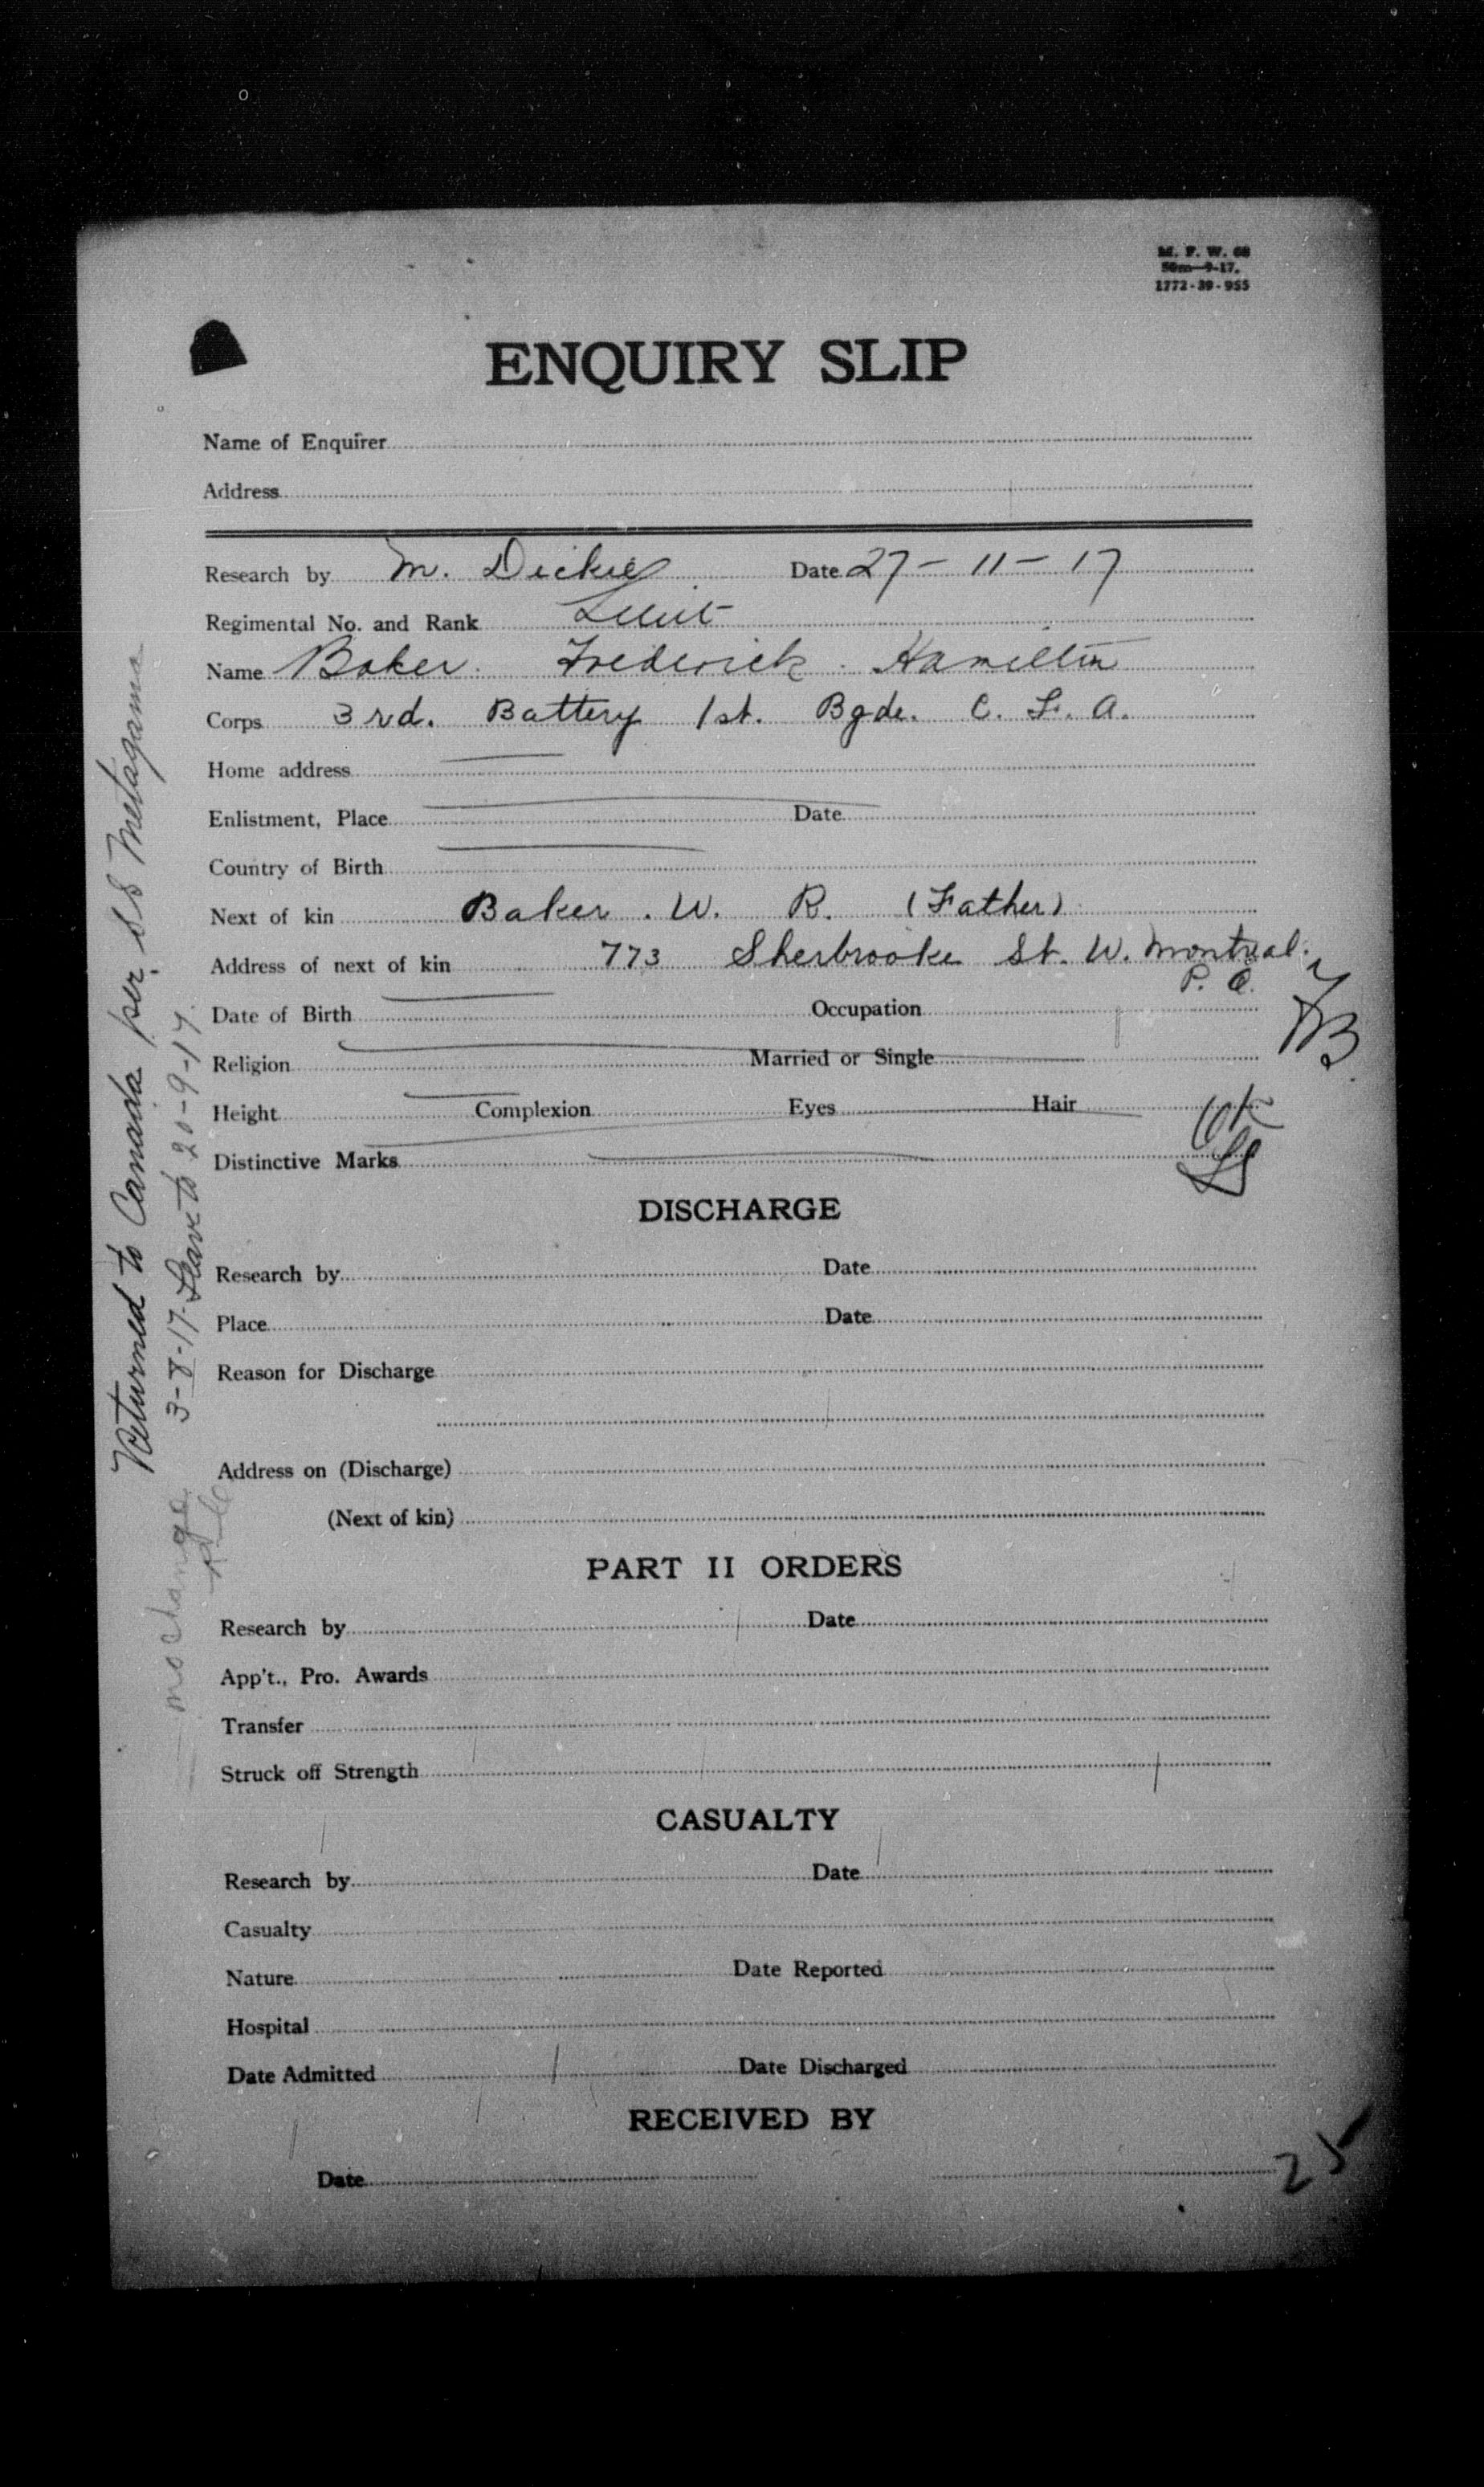 M. F. W. 68
50m—9-17.
1772-39-955
ENQUIRY SLIP
Name of Enquirer
Address
Research by M. Dickie Date 27-11-17
Regimental No. and Rank Lieut
Name Baker Frederick Hamilton
Corps 3rd. Battery 1st. Bgde. C. F. A.
Home address
Enlistment, Place Date
Country of Birth
Next of kin Baker. W. R. (Father)
Address of next of kin 773 Sherbrooke St. W. Montreal.
P. Q.
Date of Birth Occupation
Religion Married or Single
Height Complexion Eyes Hair
Distinctive Marks
DISCHARGE
Research by Date
Place Date
Reason for Discharge
Address on (Discharge)
(Next of kin)
PART II ORDERS
Research by Date
App't., Pro. Awards
Transfer
Struck off Strength
CASUALTY
Research by Date
Casualty
Nature Date Reported
Hospital
Date Admitted Date Discharged
RECEIVED BY
Date
25
Returned to Canada per. SS Metagama
3-8-17. Leave to 20-9-17.
no change